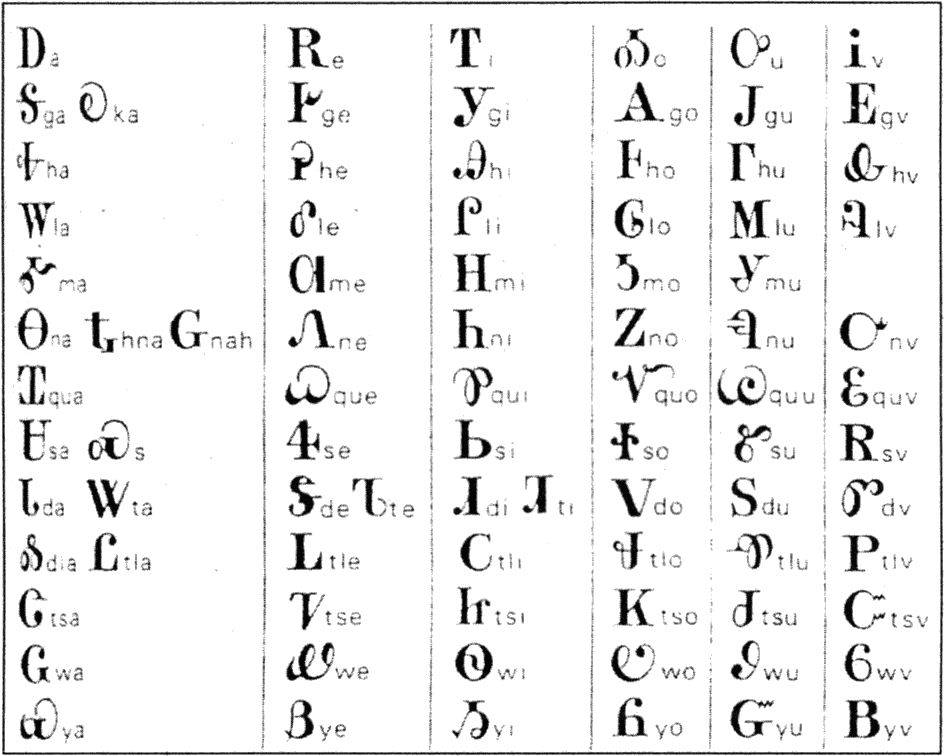 Ꭰa Ꭱe Ꭲi Ꭳo Ꭴu Ꭵv
Ꭶga Ꭷka Ꭸge Ꭹgi Ꭺgo Ꭻgu Ꭼgv
Ꭽha Ꭾhe Ꭿhi Ꮀho Ꮁhu Ꮂhv
Ꮃla Ꮄle Ꮅli Ꮆlo Ꮇlu Ꮈlv
Ꮉma Ꮊme Ꮋmi Ꮌmo Ꮍmu
Ꮎna Ꮏhna Ꮐnah Ꮑne Ꮒni Ꮓno Ꮔnu Ꮕnv
Ꮖqua Ꮗque Ꮘqui Ꮙquo Ꮚquu Ꮛquv
Ꮜsa Ꮝs Ꮞse Ꮟsi Ꮠso Ꮡsu Ꮢsv
Ꮣda Ꮤta Ꮥde Ꮦte Ꮧdi Ꮨti Ꮩdo Ꮪdu Ꮫdv
Ꮬdla Ꮭtla Ꮮtle Ꮯtli Ꮰtlo Ꮱtlu Ꮲtlv
Ꮳtsa Ꮴtse Ꮵtsi Ꮶtso Ꮷtsu Ꮸtsv
Ꮹwa Ꮺwe Ꮻwi Ꮼwo Ꮽwu Ꮾwv
Ꮿya Ᏸye Ᏹyi Ᏺyo Ᏻyu Ᏼyv